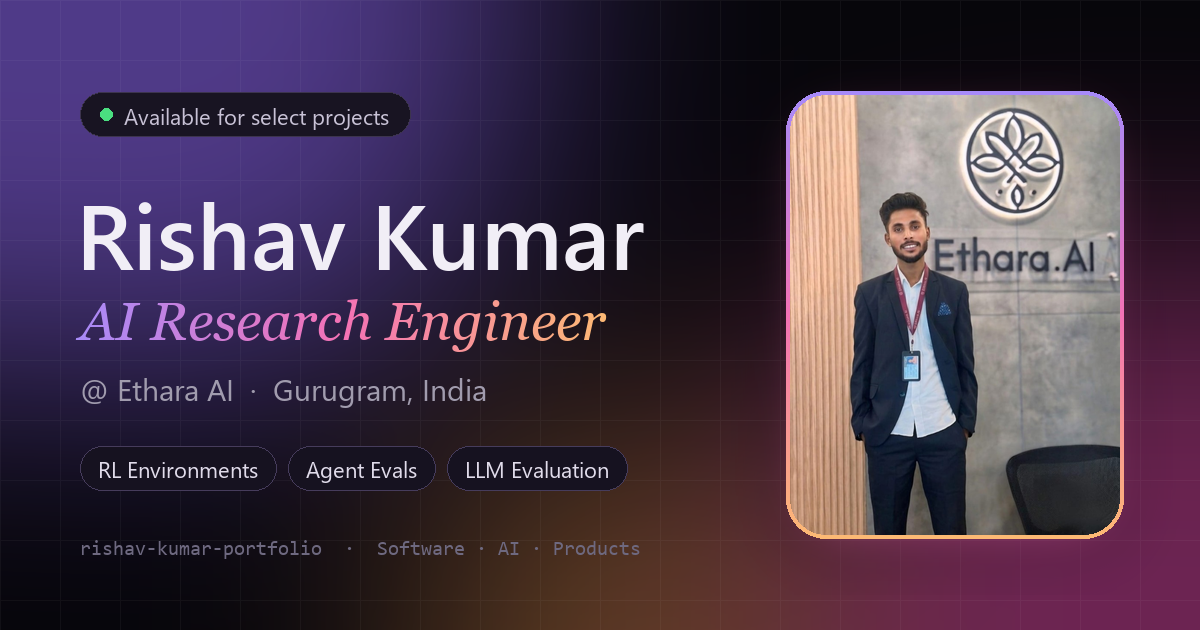 Available for select projects
Rishav Kumar
AI Research Engineer
@ Ethara AI · Gurugram, India
RL Environments
Agent Evals
LLM Evaluation
rishav-kumar-portfolio · Software · AI · Products
Ethara.AI